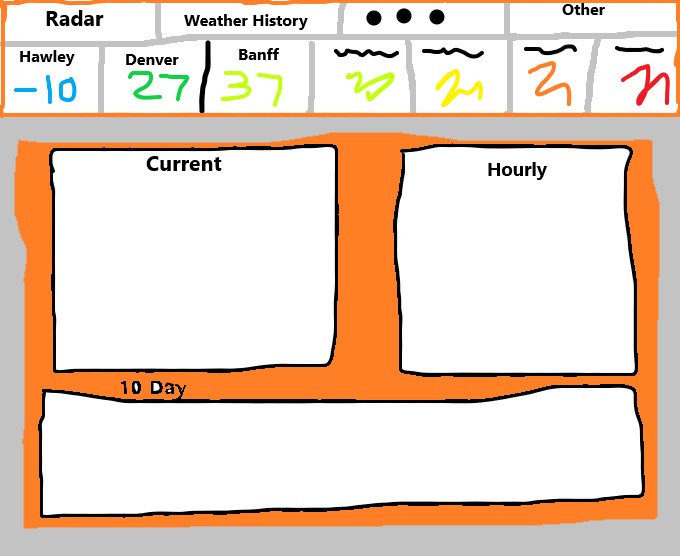 Radar Weather History Other
Hawley Denver Banff
-10 27 37
Current Hourly
10 Day